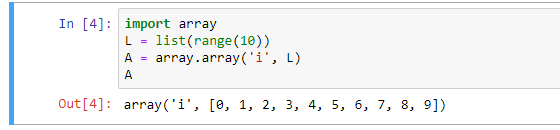 In [4]: import array
L = list(range(10))
A = array.array('i', L)
A
Out[4]: array('i', [0, 1, 2, 3, 4, 5, 6, 7, 8, 9])